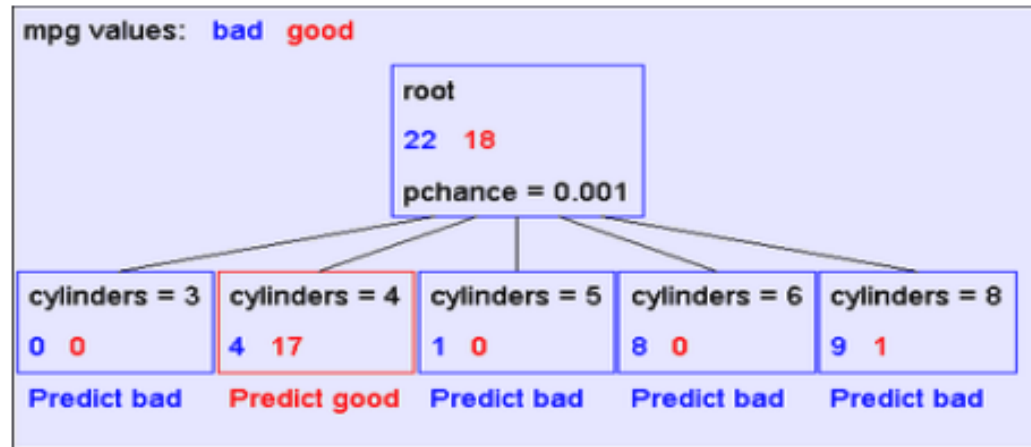 mpg values: bad good
root
22 18
pchance = 0.001
cylinders = 3 cylinders = 4 cylinders = 5 cylinders = 6 cylinders = 8
0 0 4 17 1 0 8 0 9 1
Predict bad Predict good Predict bad Predict bad Predict bad